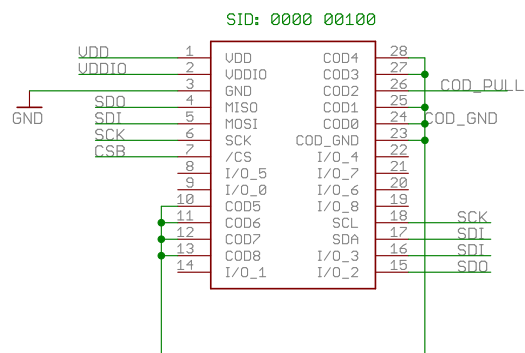 SID: 0000 00100
VDD 1 VDD COD4 28
VDDIO 2 VDDIO COD3 27
3 GND COD2 26 COD_PULL
SDO 4 MISO COD1 25
GND SDI 5 MOSI COD0 24 COD_GND
SCK 6 SCK COD_GND 23
CSB 7 /CS I/O_4 22
8 I/O_5 I/O_7 21
9 I/O_0 I/O_6 20
10 COD5 I/O_8 19
11 COD6 SCL 18 SCK
12 COD7 SDA 17 SDI
13 COD8 I/O_3 16 SDI
14 I/O_1 I/O_2 15 SDO